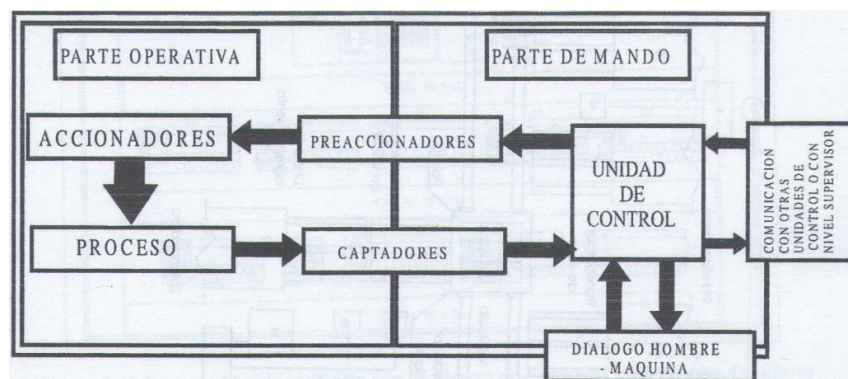 PARTE OPERATIVA
PARTE DE MANDO
ACCIONADORES
PREACCIONADORES
UNIDAD
DE
CONTROL
COMUNICACION
CON OTRAS
UNIDADES DE
CONTROL O CON
NIVEL SUPERVISOR
PROCESO
CAPTADORES
DIALOGO HOMBRE
- MAQUINA